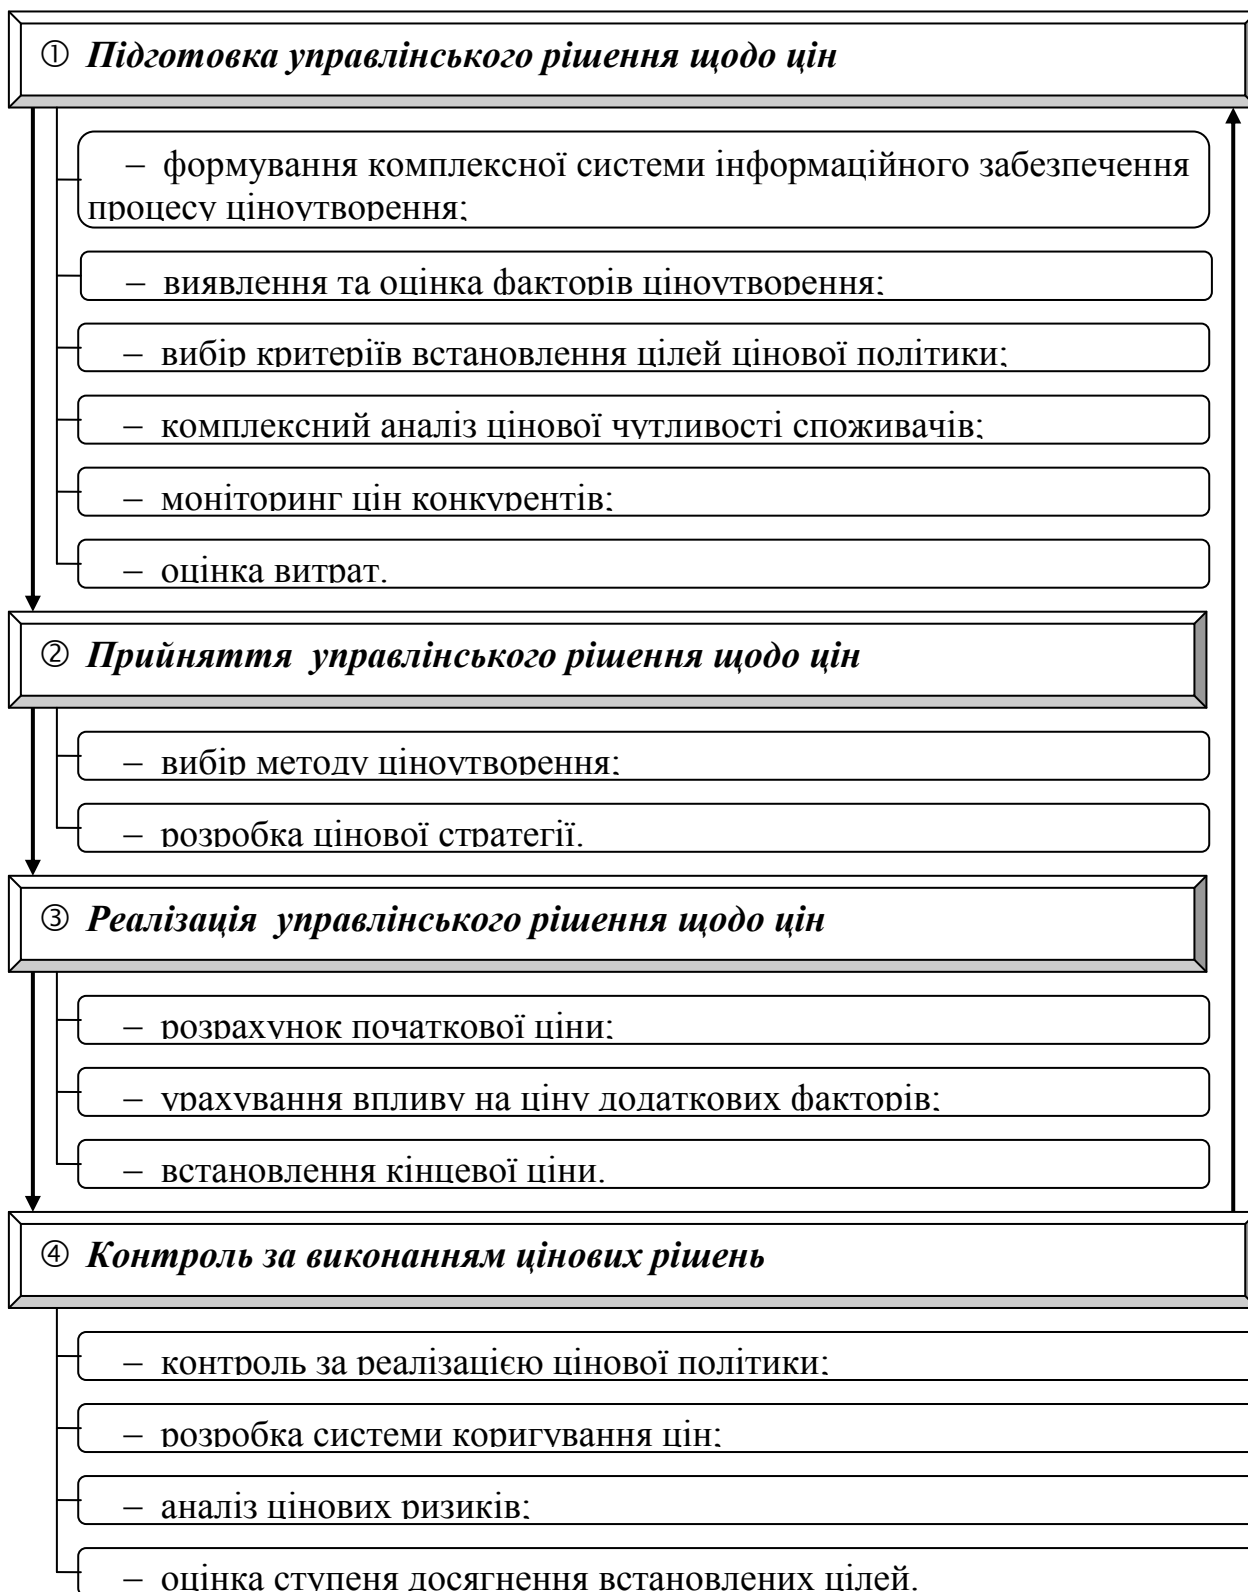 ① Підготовка управлінського рішення щодо цін
– формування комплексної системи інформаційного забезпечення
процесу ціноутворення;
– виявлення та оцінка факторів ціноутворення;
– вибір критеріїв встановлення цілей цінової політики;
– комплексний аналіз цінової чутливості споживачів;
– моніторинг цін конкурентів;
– оцінка витрат.
② Прийняття управлінського рішення щодо цін
– вибір методу ціноутворення;
– розробка цінової стратегії.
③ Реалізація управлінського рішення щодо цін
– розрахунок початкової ціни;
– урахування впливу на ціну додаткових факторів;
– встановлення кінцевої ціни.
④ Контроль за виконанням цінових рішень
– контроль за реалізацією цінової політики;
– розробка системи коригування цін;
– аналіз цінових ризиків;
– оцінка ступеня досягнення встановлених цілей.